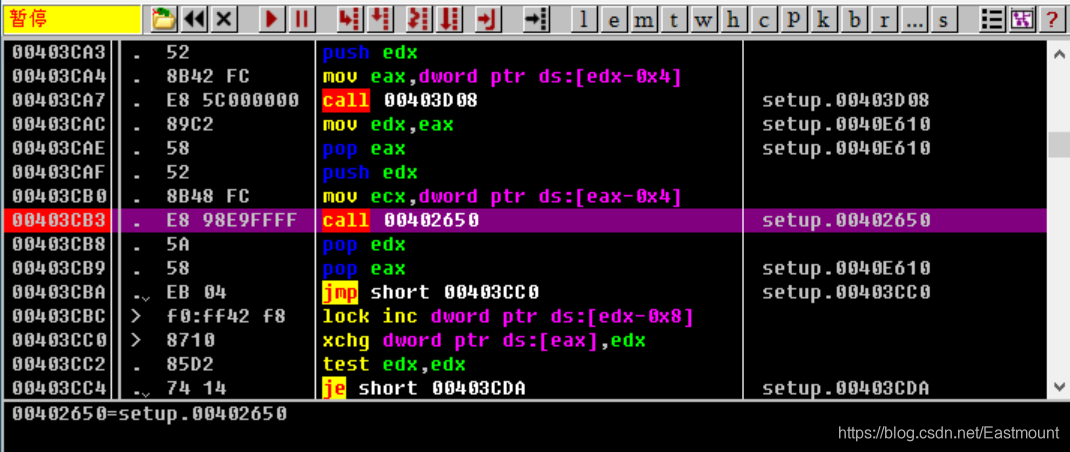 暂停 l e m t w h c p k b r ... s ?
00403CA3 . 52 push edx
00403CA4 . 8B42 FC mov eax,dword ptr ds:[edx-0x4]
00403CA7 . E8 5C000000 call 00403D08 setup.00403D08
00403CAC . 89C2 mov edx,eax setup.0040E610
00403CAE . 58 pop eax setup.0040E610
00403CAF . 52 push edx
00403CB0 . 8B48 FC mov ecx,dword ptr ds:[eax-0x4]
00403CB3 . E8 98E9FFFF call 00402650 setup.00402650
00403CB8 . 5A pop edx
00403CB9 . 58 pop eax setup.0040E610
00403CBA . EB 04 jmp short 00403CC0 setup.00403CC0
00403CBC > f0:ff42 f8 lock inc dword ptr ds:[edx-0x8]
00403CC0 > 8710 xchg dword ptr ds:[eax],edx
00403CC2 . 85D2 test edx,edx
00403CC4 . 74 14 je short 00403CDA setup.00403CDA
00402650=setup.00402650
https://blog.csdn.net/Eastmount